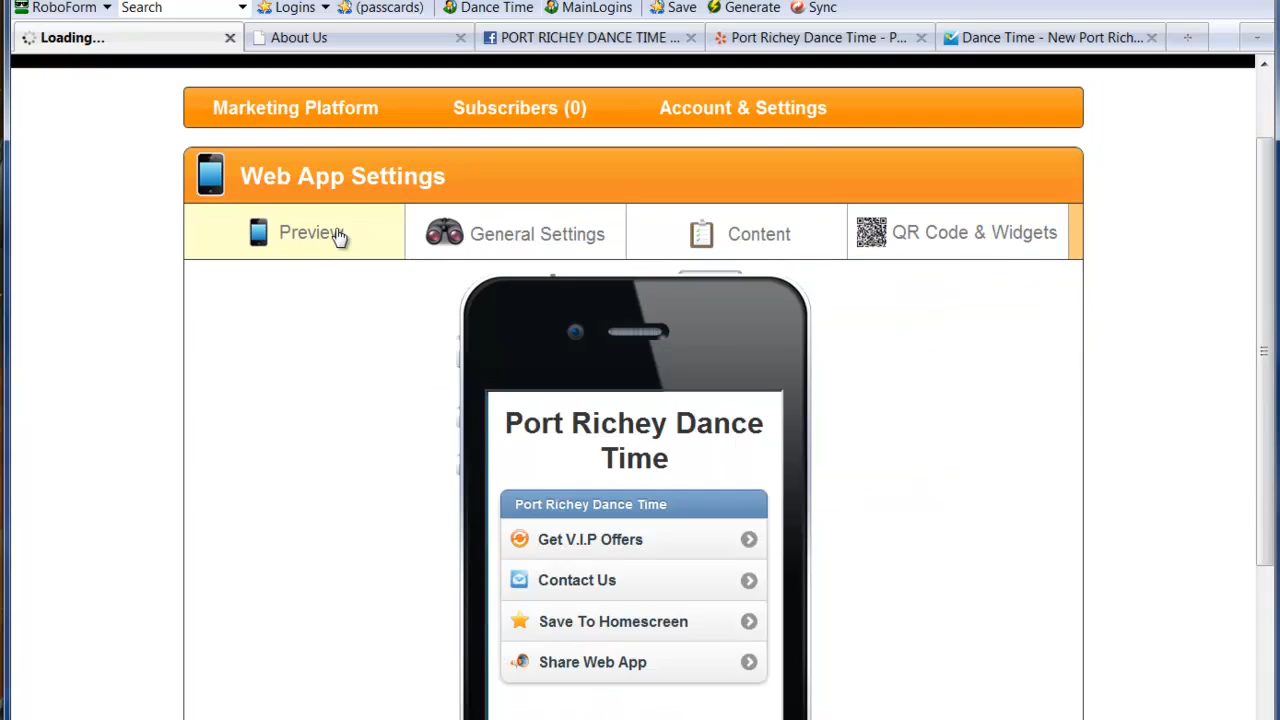 RoboForm Search Logins (passcards) Dance Time MainLogins Save Generate Sync
Loading... About Us PORT RICHEY DANCE TIME ... Port Richey Dance Time - P... Dance Time - New Port Rich...
Marketing Platform Subscribers (0) Account & Settings
Web App Settings
Preview General Settings Content QR Code & Widgets
Port Richey Dance
Time
Port Richey Dance Time
Get V.I.P Offers
Contact Us
Save To Homescreen
Share Web App